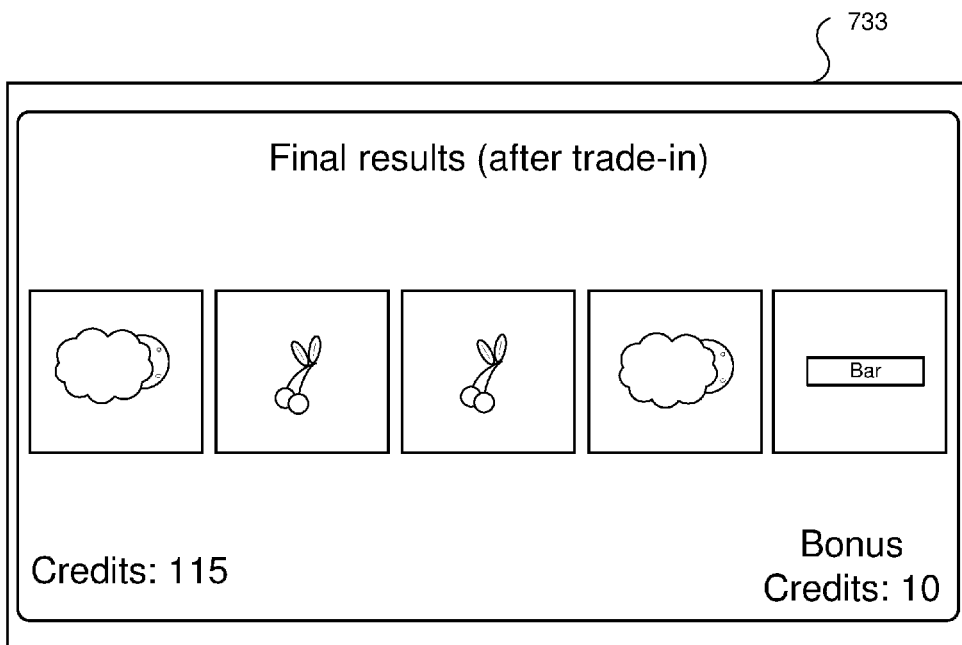 733
Final results (after trade-in)
Bar
Credits: 115
Bonus
Credits: 10